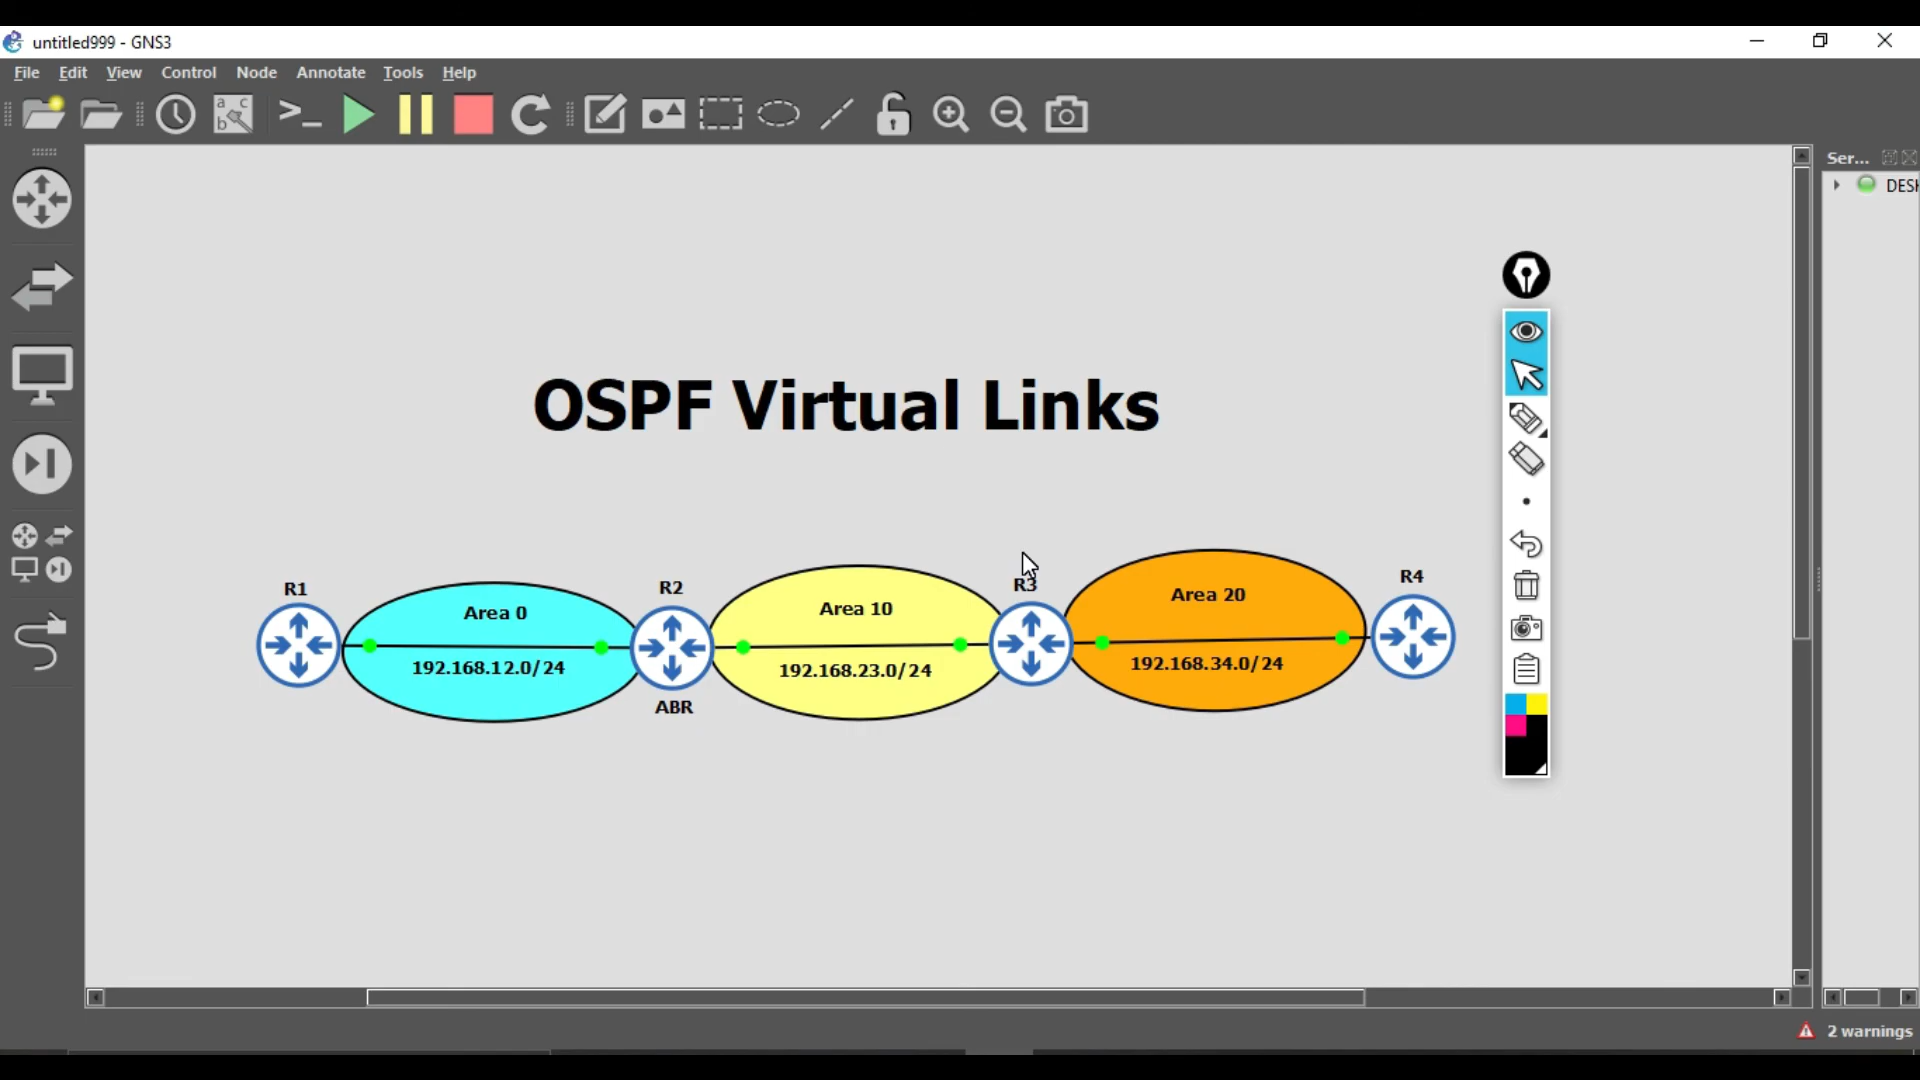 untitled999 - GNS3
File Edit View Control Node Annotate Tools Help
a c
b
Ser...
DESK
OSPF Virtual Links
R1
Area 0
192.168.12.0/24
R2
ABR
Area 10
192.168.23.0/24
R3
Area 20
192.168.34.0/24
R4
2 warnings